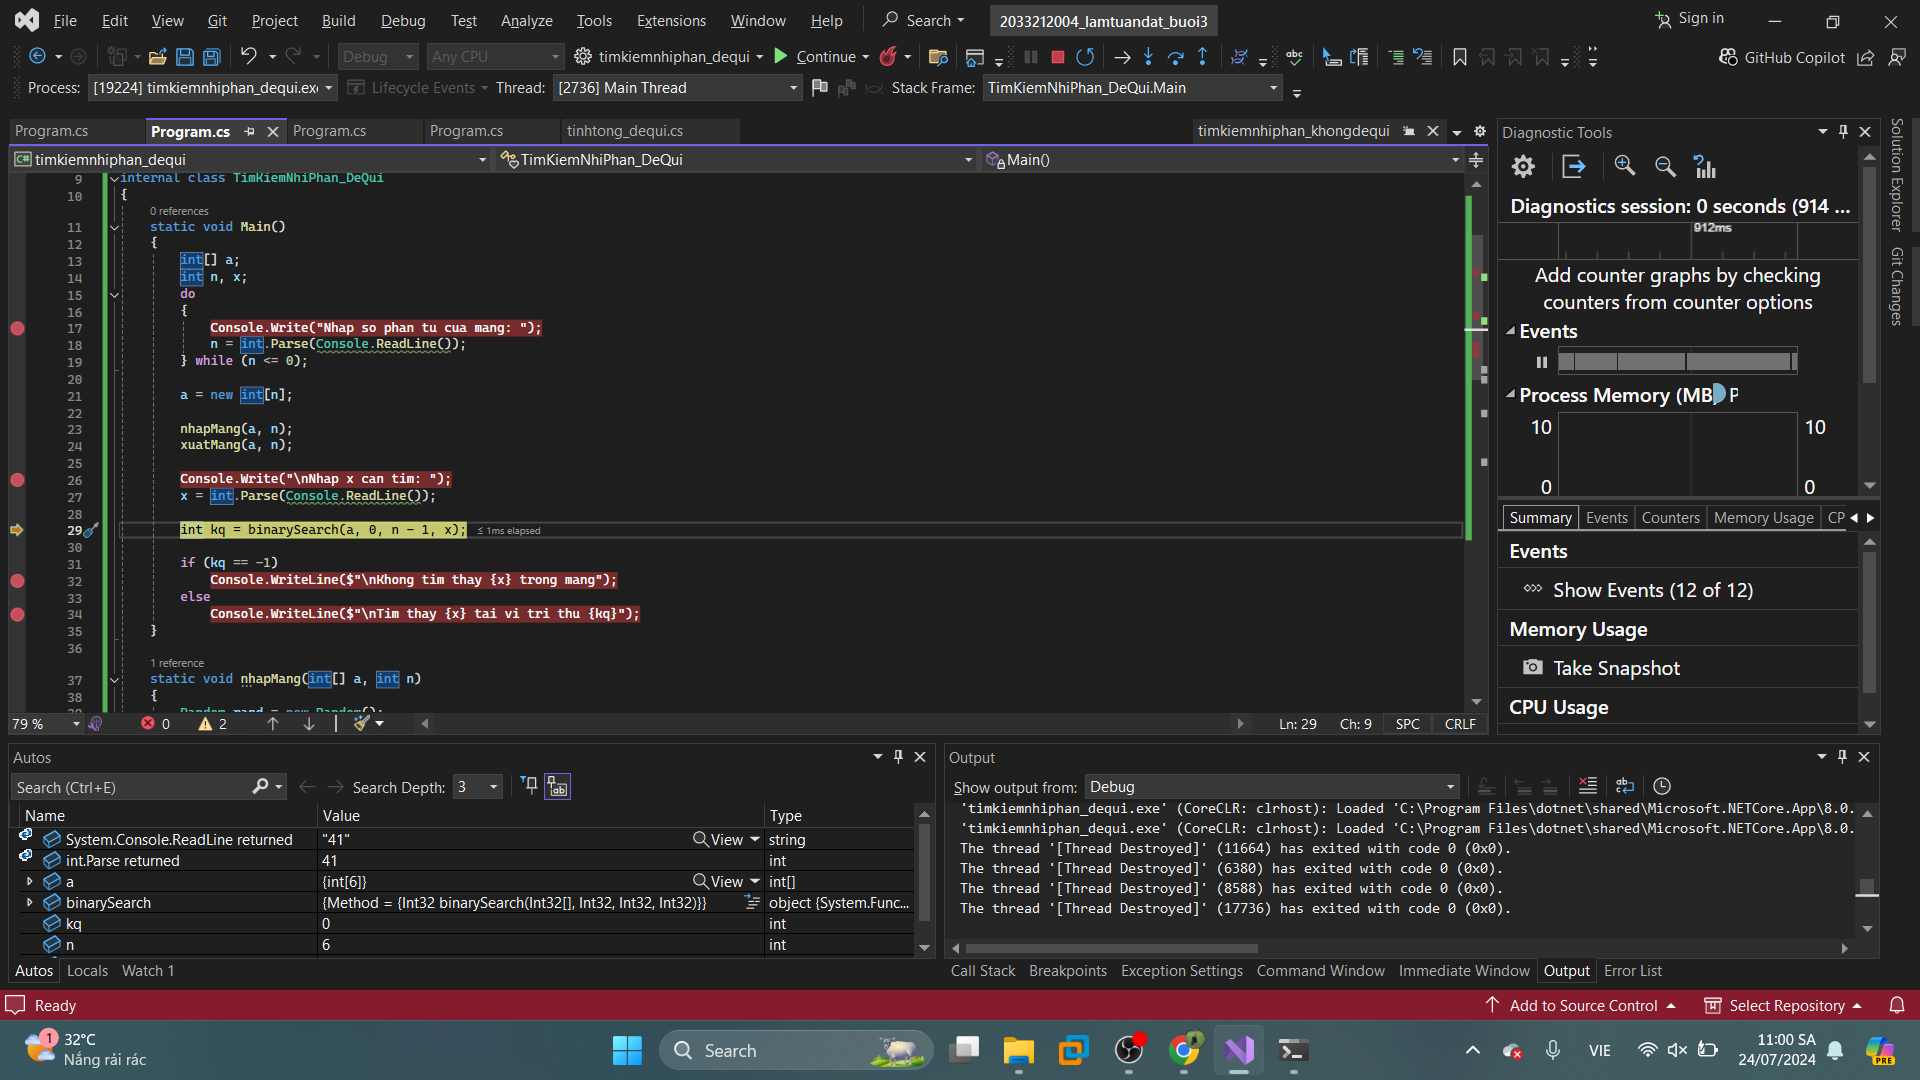 File Edit View Git Project Build Debug Test Analyze Tools Extensions Window Help Search 2033212004_lamtuandat_buoi3 Sign in
Debug Any CPU timkiemnhiphan_dequi Continue abc GitHub Copilot
Process: [19224] timkiemnhiphan_dequi.exe Lifecycle Events Thread: [2736] Main Thread Stack Frame: TimKiemNhiPhan_DeQui.Main
Program.cs Program.cs Program.cs Program.cs tinhtong_dequi.cs timkiemnhiphan_khongdequi
C# timkiemnhiphan_dequi TimKiemNhiPhan_DeQui Main()
9 internal class TimKiemNhiPhan_DeQui
10 {
0 references
11 static void Main()
12 {
13 int[] a;
14 int n, x;
15 do
16 {
17 Console.Write("Nhap so phan tu cua mang: ");
18 n = int.Parse(Console.ReadLine());
19 } while (n <= 0);
20
21 a = new int[n];
22
23 nhapMang(a, n);
24 xuatMang(a, n);
25
26 Console.Write("\nNhap x can tim: ");
27 x = int.Parse(Console.ReadLine());
28
29 int kq = binarySearch(a, 0, n - 1, x); ≤ 1ms elapsed
30
31 if (kq == -1)
32 Console.WriteLine($"\nKhong tim thay {x} trong mang");
33 else
34 Console.WriteLine($"\nTim thay {x} tai vi tri thu {kq}");
35 }
36
1 reference
37 static void nhapMang(int[] a, int n)
38 {
Random rand = new Random();
79 % 0 2 Ln: 29 Ch: 9 SPC CRLF
Diagnostic Tools
Diagnostics session: 0 seconds (914 ...
912ms
Add counter graphs by checking
counters from counter options
Events
Process Memory (MB) P
10 10
0 0
Summary Events Counters Memory Usage CP
Events
Show Events (12 of 12)
Memory Usage
Take Snapshot
CPU Usage
Solution Explorer
Git Changes
Autos
Search (Ctrl+E) Search Depth: 3
Name Value Type
System.Console.ReadLine returned "41" View string
int.Parse returned 41 int
a {int[6]} View int[]
binarySearch {Method = {Int32 binarySearch(Int32[], Int32, Int32, Int32)}} object {System.Func...
kq 0 int
n 6 int
Autos Locals Watch 1
Output
Show output from: Debug
'timkiemnhiphan_dequi.exe' (CoreCLR: clrhost): Loaded 'C:\Program Files\dotnet\shared\Microsoft.NETCore.App\8.0.
'timkiemnhiphan_dequi.exe' (CoreCLR: clrhost): Loaded 'C:\Program Files\dotnet\shared\Microsoft.NETCore.App\8.0.
The thread '[Thread Destroyed]' (11664) has exited with code 0 (0x0).
The thread '[Thread Destroyed]' (6380) has exited with code 0 (0x0).
The thread '[Thread Destroyed]' (8588) has exited with code 0 (0x0).
The thread '[Thread Destroyed]' (17736) has exited with code 0 (0x0).
Call Stack Breakpoints Exception Settings Command Window Immediate Window Output Error List
Ready Add to Source Control Select Repository
1 32°C
Nắng rải rác
Search
VIE 11:00 SA
24/07/2024
PRE